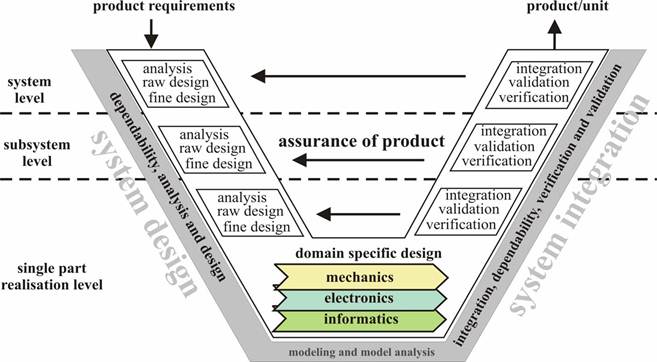 product requirements
product/unit
system
level
analysis
raw design
fine design
integration
validation
verification
subsystem
level
analysis
raw design
fine design
assurance of product
integration
validation
verification
analysis
raw design
fine design
integration
validation
verification
single part
realisation level
domain specific design
mechanics
electronics
informatics
modeling and model analysis
dependability, analysis and design
system design
integration, dependability, verification and validation
system integration